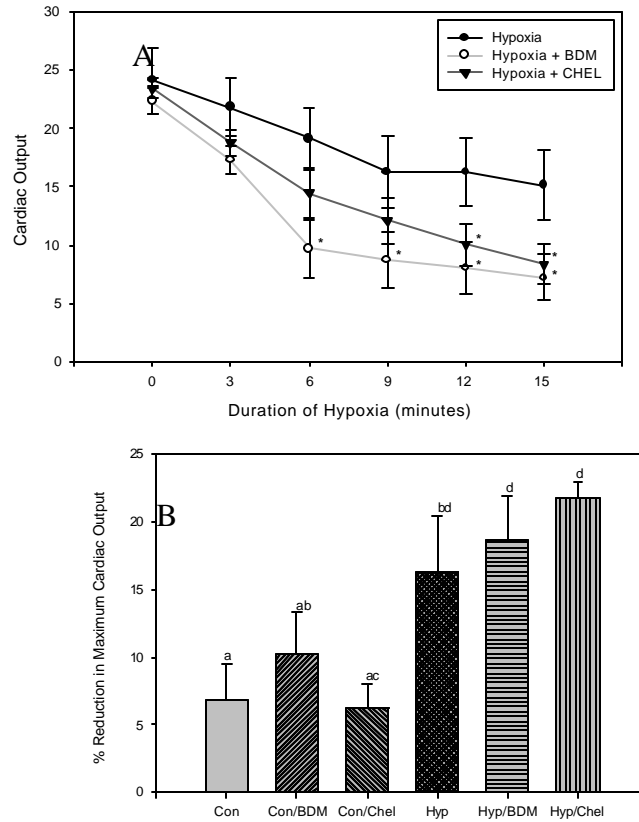 30
25
20
15
10
5
0
Cardiac Output
A
Hypoxia
Hypoxia + BDM
Hypoxia + CHEL
*
*
*
*
*
*
0 3 6 9 12 15
Duration of Hypoxia (minutes)
25
20
15
10
5
0
% Reduction in Maximum Cardiac Output
B
a
ab
ac
bd
d
d
Con Con/BDM Con/Chel Hyp Hyp/BDM Hyp/Chel